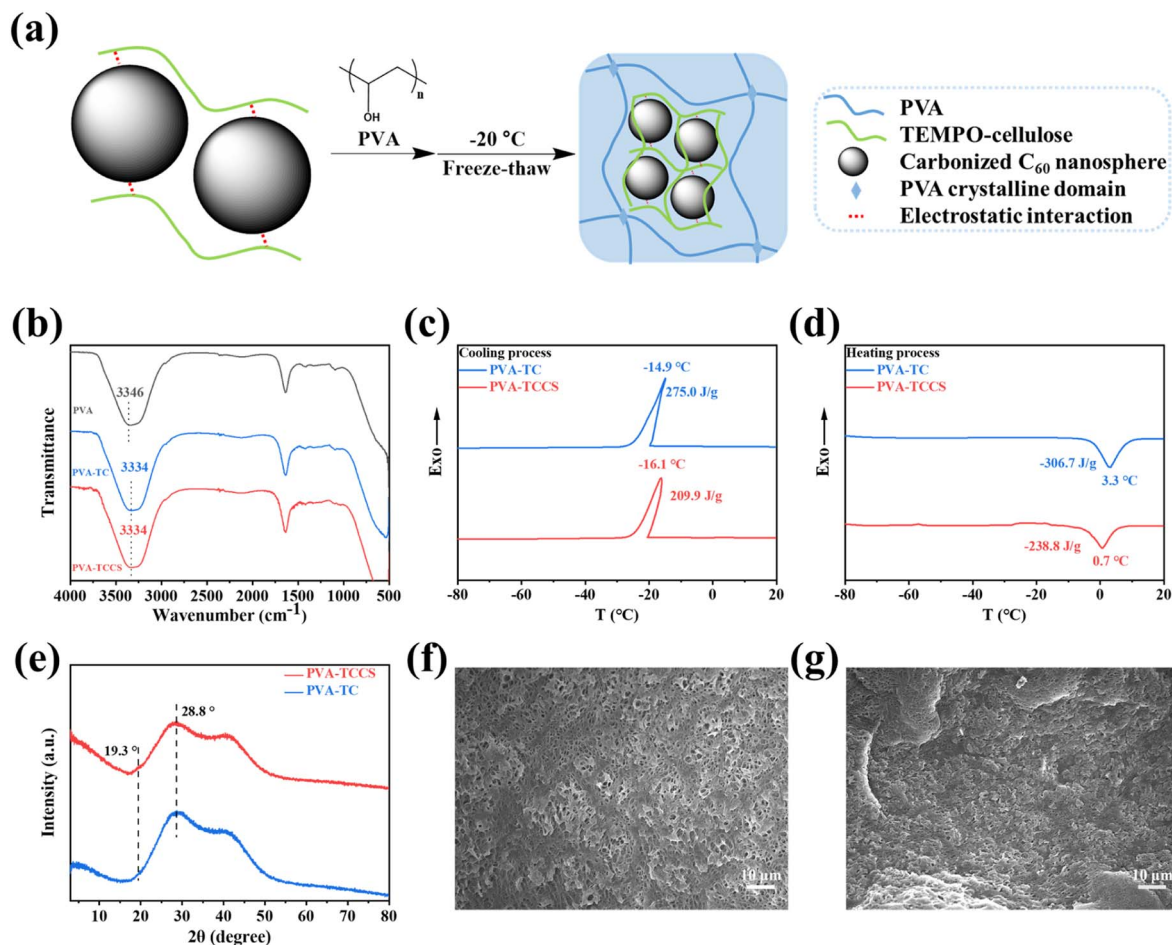 (a)
OH
n
PVA
-20 °C
Freeze-thaw
PVA
TEMPO-cellulose
Carbonized C60 nanosphere
PVA crystalline domain
Electrostatic interaction
(b)
Transmittance
3346
PVA
3334
PVA-TC
3334
PVA-TCCS
4000 3500 3000 2500 2000 1500 1000 500
Wavenumber (cm-1)
(c)
Exo
Cooling process
PVA-TC
PVA-TCCS
-14.9 °C
275.0 J/g
-16.1 °C
209.9 J/g
-80 -60 -40 -20 0 20
T (°C)
(d)
Exo
Heating process
PVA-TC
PVA-TCCS
-306.7 J/g
3.3 °C
-238.8 J/g
0.7 °C
-80 -60 -40 -20 0 20
T (°C)
(e)
Intensity (a.u.)
PVA-TCCS
PVA-TC
28.8 °
19.3 °
10 20 30 40 50 60 70 80
2θ (degree)
(f)
10 μm
(g)
10 μm